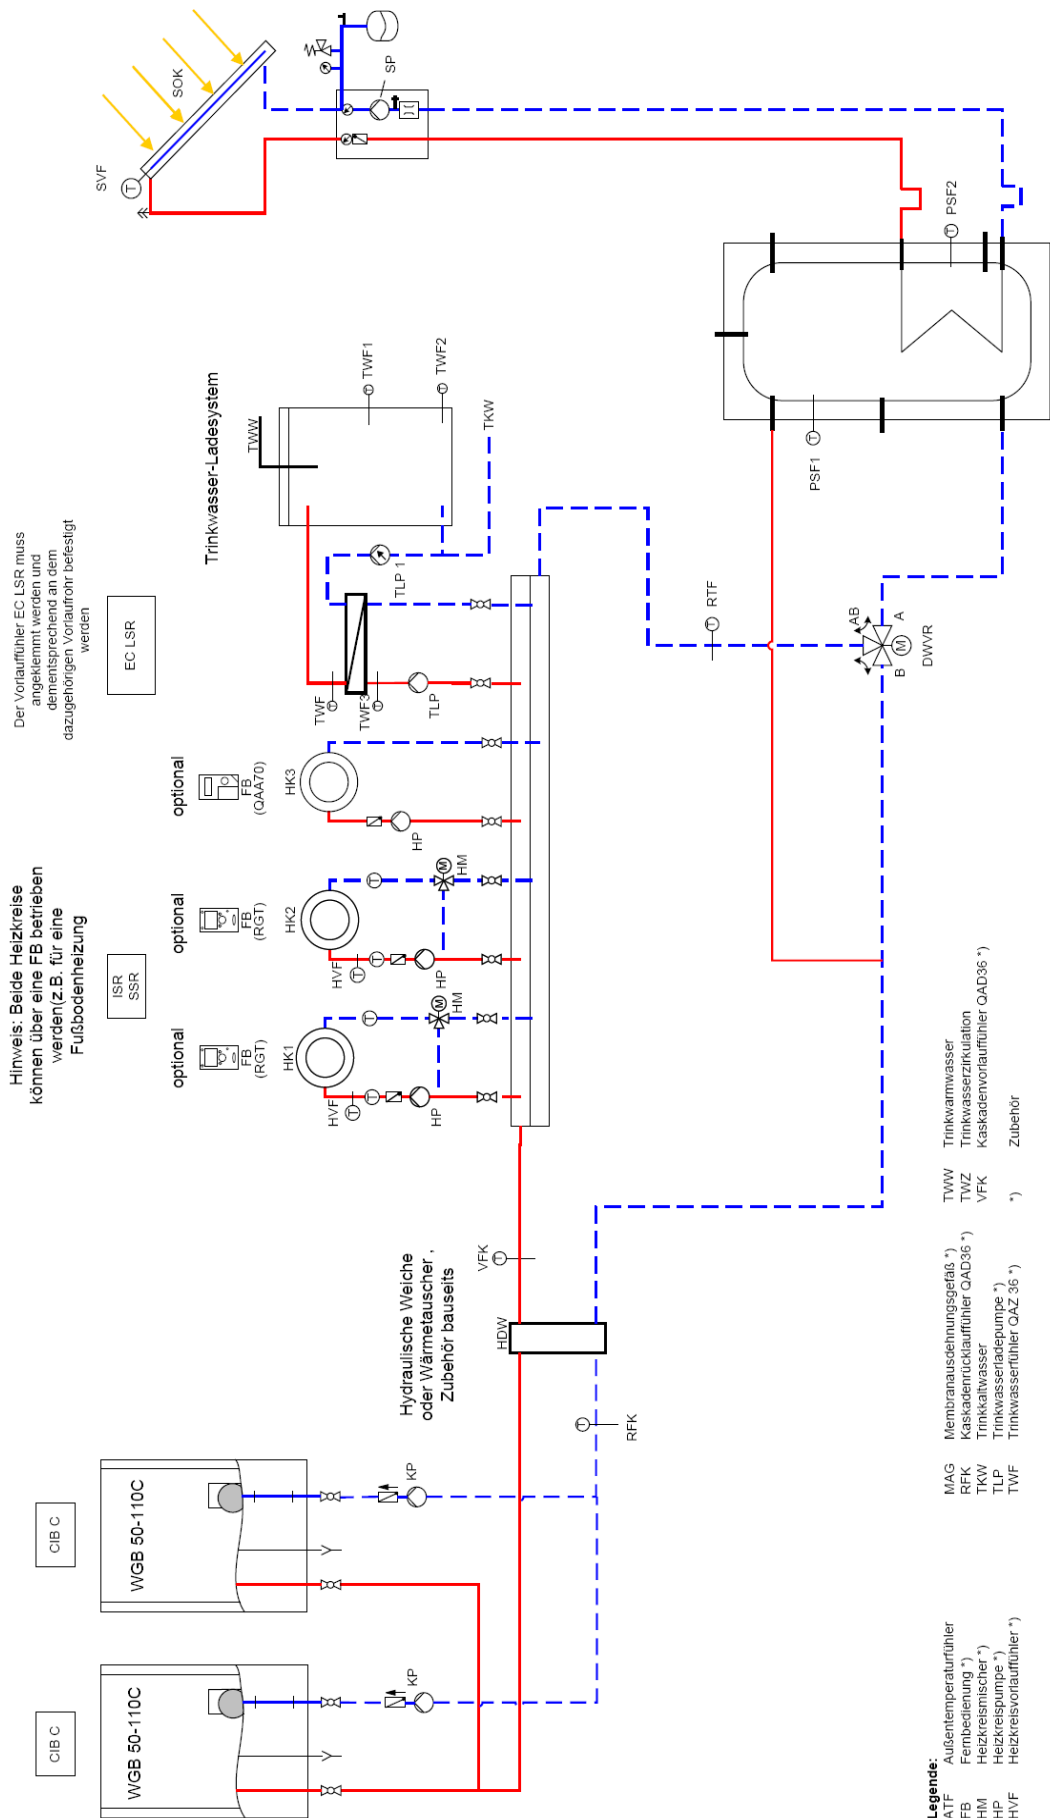 Hinweis: Beide Heizkreise
können über eine FB betrieben
werden(z.B. für eine
Fußbodenheizung
Der Vorlauffühler EC LSR muss
angeklemmt werden und
dementsprechend an dem
dazugehörigen Vorlaufrohr befestigt
werden
CIB C
CIB C
ISR
SSR
EC LSR
WGB 50-110C
WGB 50-110C
KP
KP
Hydraulische Weiche
oder Wärmetauscher ,
Zubehör bauseits
HDW
RFK
VFK
optional
FB
(RGT)
HK1
HVF
HP
HM
optional
FB
(RGT)
HK2
HVF
HP
HM
optional
FB
(QAA70)
HK3
HP
Trinkwasser-Ladesystem
TWW
TWF1
TWF2
TKW
TWF
TWF3
TLP
TLP 1
SVF
SOK
SP
RTF
AB
A
B
M
DWVR
PSF1
PSF2
Legende:
ATF Außentemperaturfühler
FB Fernbedienung *)
HM Heizkreismischer *)
HP Heizkreispumpe *)
HVF Heizkreisvorlauffühler *)
MAG Membranausdehnungsgefäß *)
RFK Kaskadenrücklauffühler QAD36 *)
TKW Trinkkaltwasser
TLP Trinkwasserladepumpe *)
TWF Trinkwasserfühler QAZ 36 *)
TWW Trinkwarmwasser
TWZ Trinkwasserzirkulation
VFK Kaskadenvorlauffühler QAD36 *)
*) Zubehör